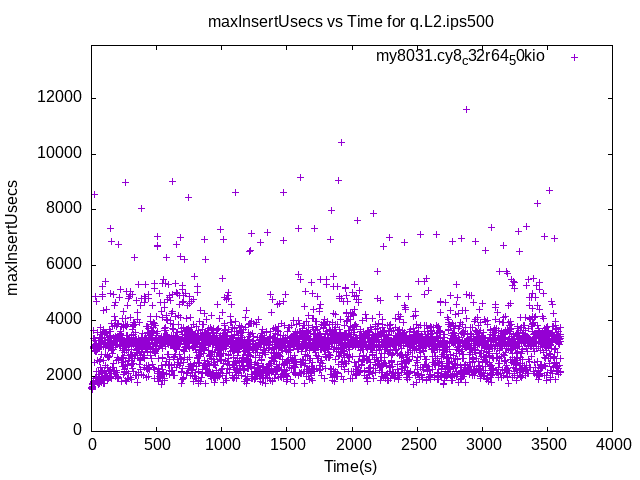 maxInsertUsecs vs Time for q.L2.ips500
my8031.cy8c32r6450kio
maxInsertUsecs
12000
10000
8000
6000
4000
2000
0
0 500 1000 1500 2000 2500 3000 3500 4000
Time(s)